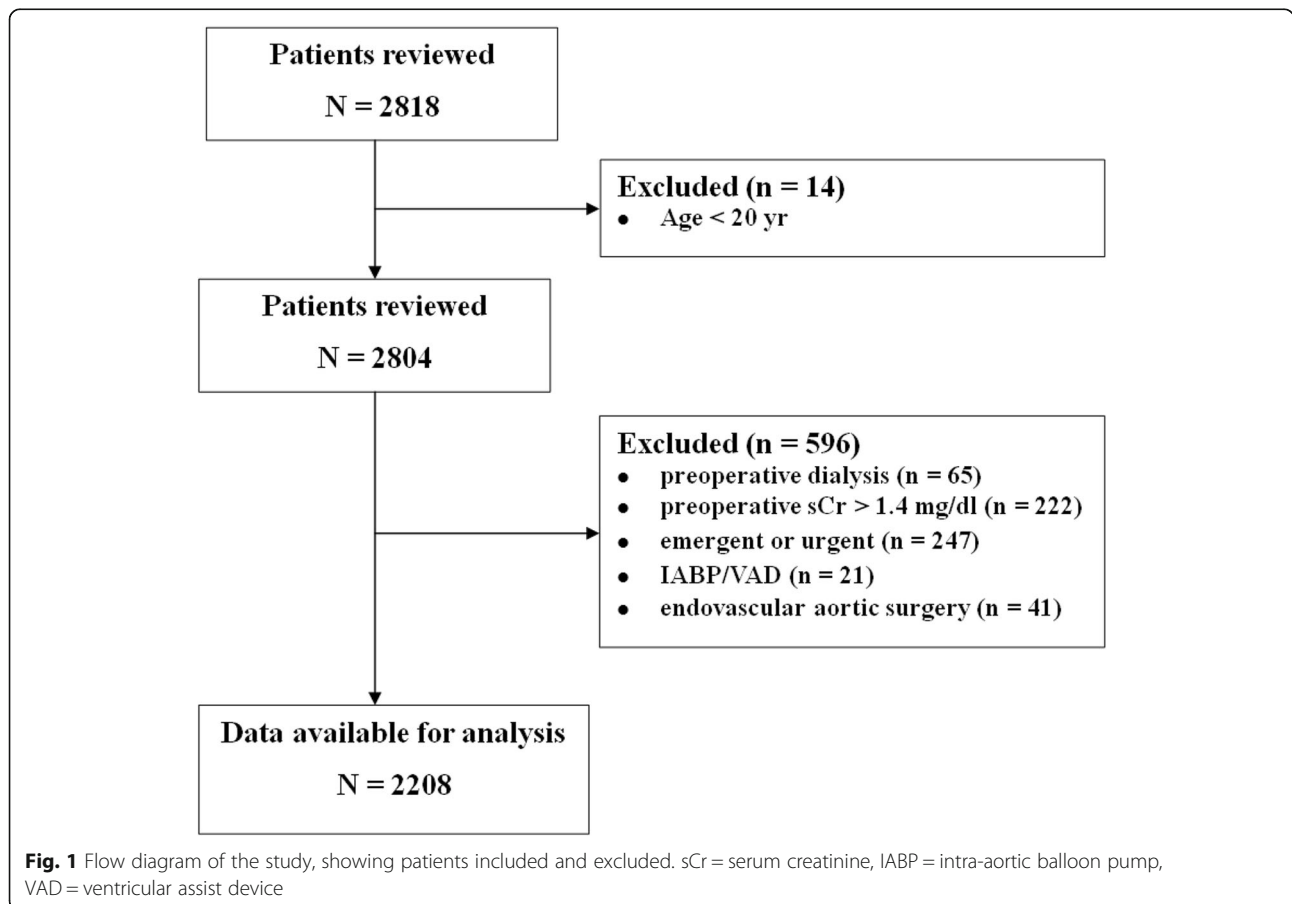 Patients reviewed
N = 2818
Excluded (n = 14)
• Age < 20 yr
Patients reviewed
N = 2804
Excluded (n = 596)
• preoperative dialysis (n = 65)
• preoperative sCr > 1.4 mg/dl (n = 222)
• emergent or urgent (n = 247)
• IABP/VAD (n = 21)
• endovascular aortic surgery (n = 41)
Data available for analysis
N = 2208
Fig. 1 Flow diagram of the study, showing patients included and excluded. sCr = serum creatinine, IABP = intra-aortic balloon pump,
VAD = ventricular assist device